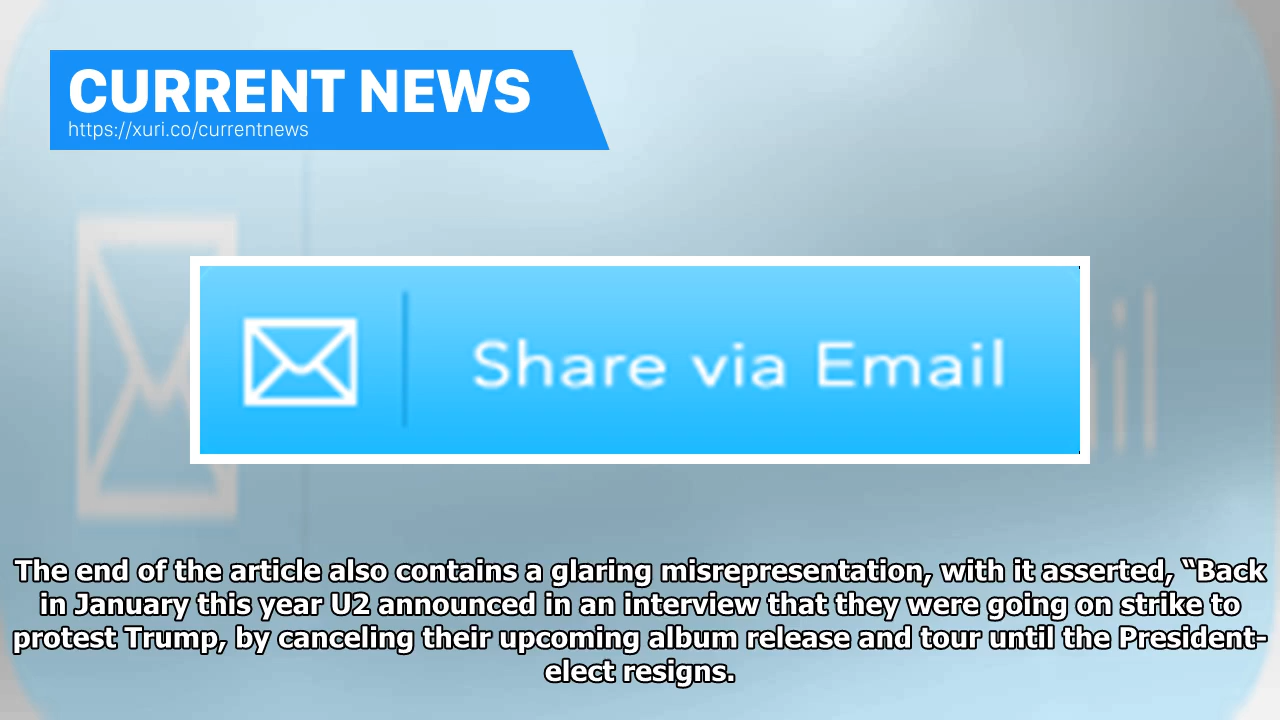 CURRENT NEWS
https://xuri.co/currentnews
Share via Email
The end of the article also contains a glaring misrepresentation, with it asserted, “Back
in January this year U2 announced in an interview that they were going on strike to
protest Trump, by canceling their upcoming album release and tour until the President-
elect resigns.